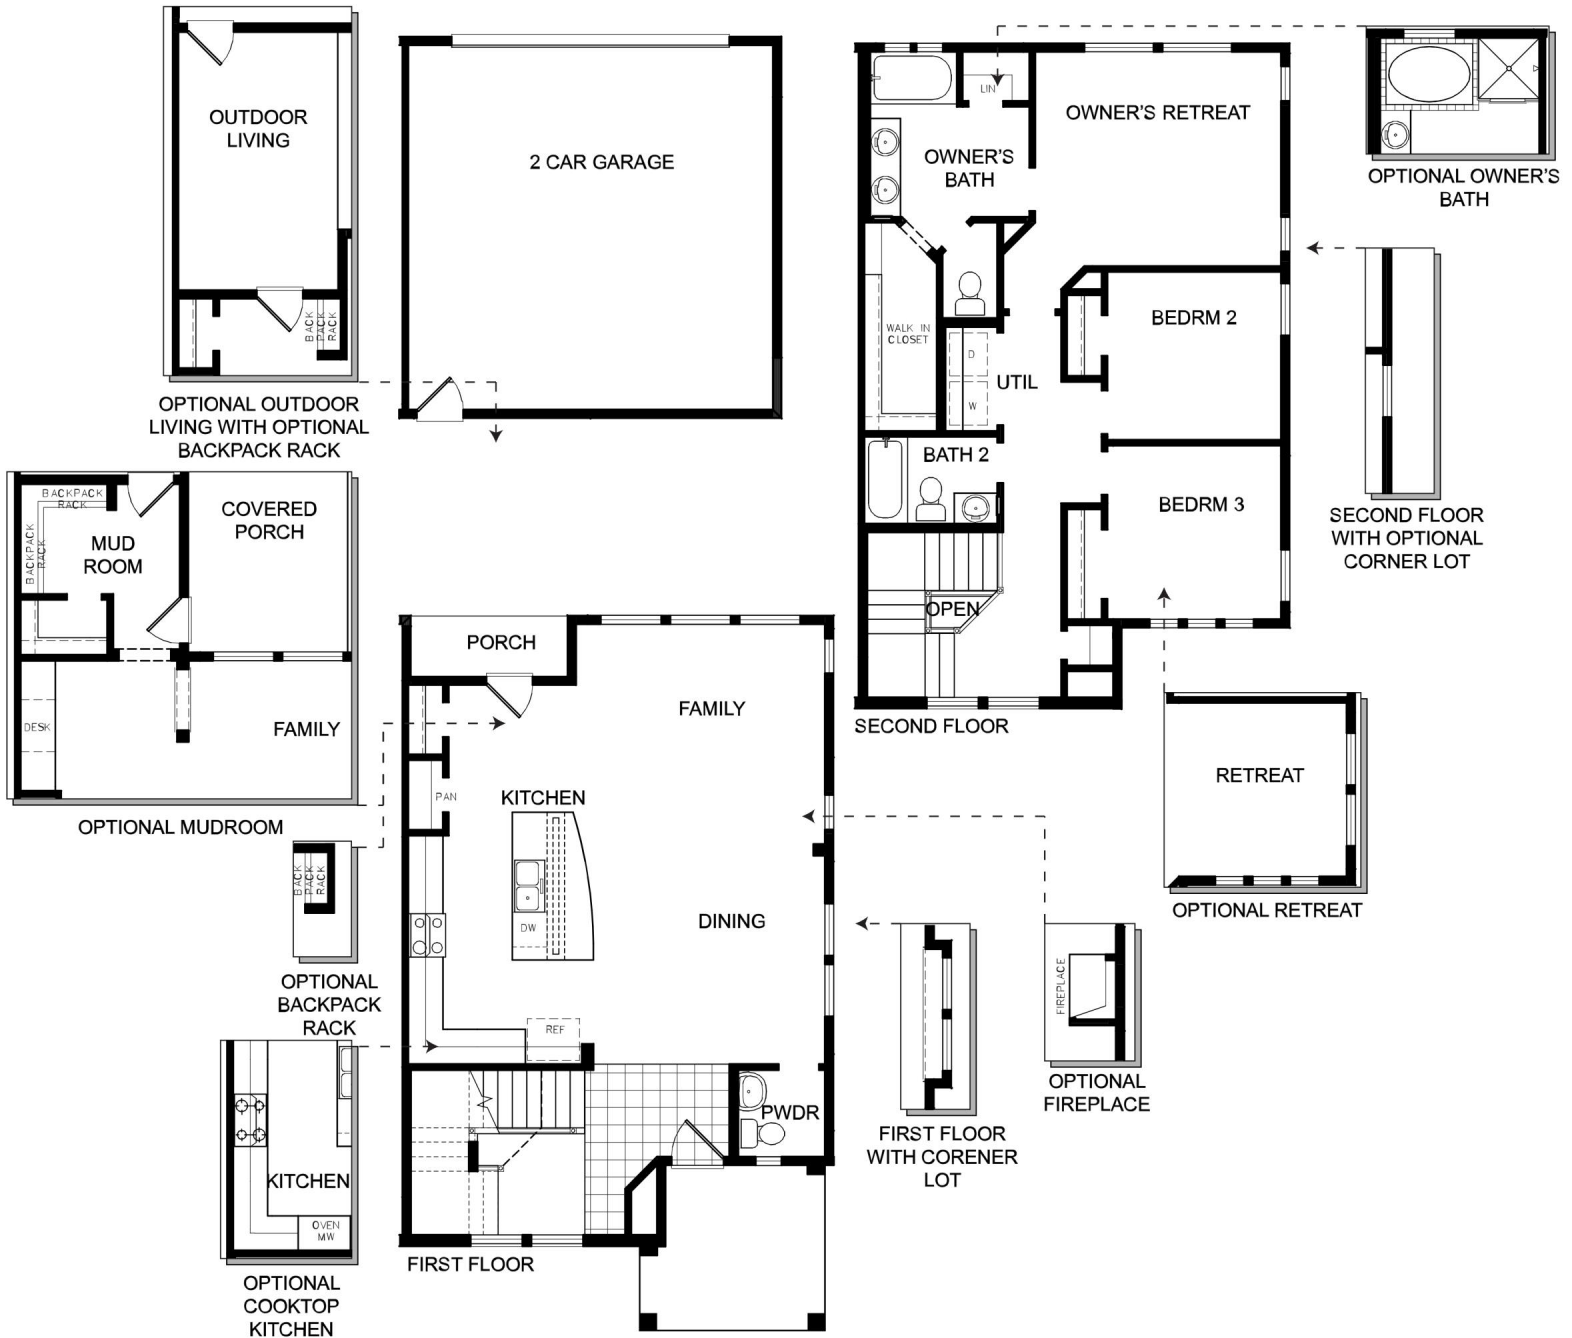 OUTDOOR
LIVING
BACK
PACK
RACK
OPTIONAL OUTDOOR
LIVING WITH OPTIONAL
BACKPACK RACK
2 CAR GARAGE
LIN
OWNER'S RETREAT
OWNER'S
BATH
WALK IN
CLOSET
D
W
UTIL
BEDRM 2
BATH 2
BEDRM 3
OPEN
SECOND FLOOR
OPTIONAL OWNER'S
BATH
SECOND FLOOR
WITH OPTIONAL
CORNER LOT
RETREAT
OPTIONAL RETREAT
BACKPACK
RACK
BACKPACK
RACK
MUD
ROOM
COVERED
PORCH
DESK
FAMILY
OPTIONAL MUDROOM
BACK
PACK
RACK
OPTIONAL
BACKPACK
RACK
KITCHEN
OVEN
MW
OPTIONAL
COOKTOP
KITCHEN
PORCH
FAMILY
PAN
KITCHEN
DW
DINING
REF
PWDR
FIRST FLOOR
FIRST FLOOR
WITH CORENER
LOT
FIREPLACE
OPTIONAL
FIREPLACE